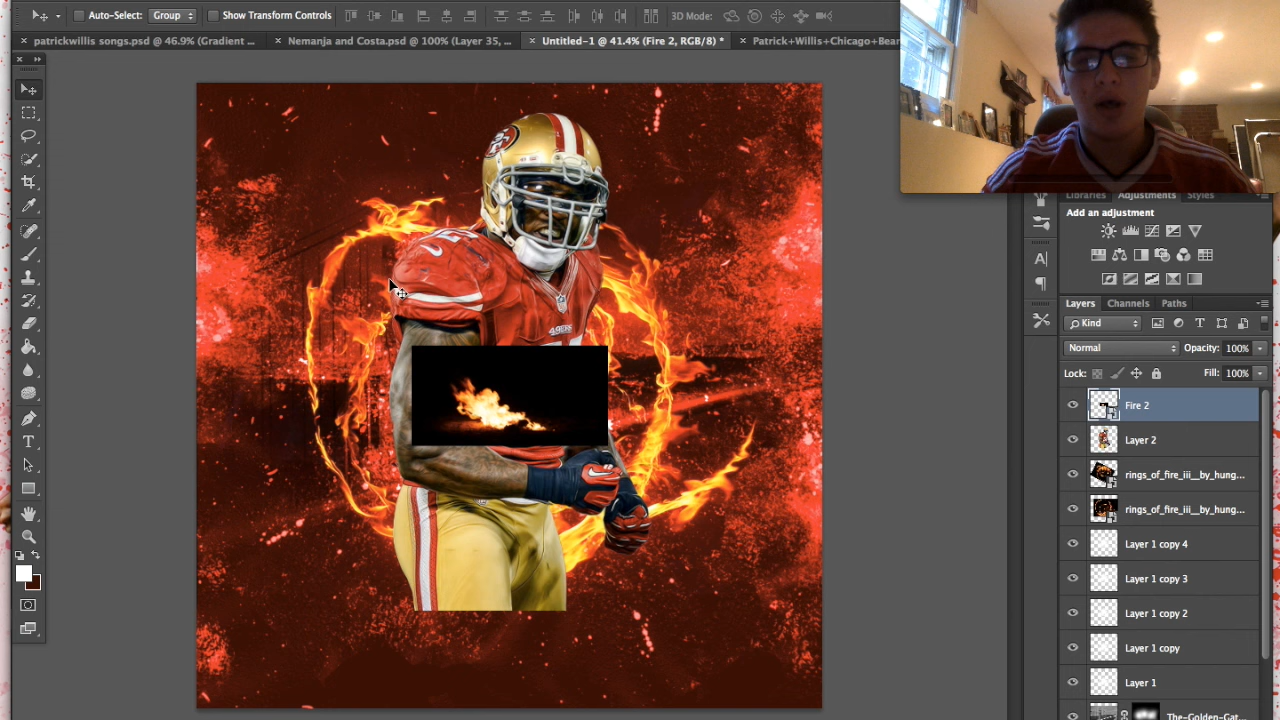 Auto-Select: Group Show Transform Controls 3D Mode:
patrickwillis songs.psd @ 46.9% (Gradient ... Nemanja and Costa.psd @ 100% (Layer 35, ... Untitled-1 @ 41.4% (Fire 2, RGB/8) * Patrick+Willis+Chicago+Bear
Libraries Adjustments Styles
Add an adjustment
Layers Channels Paths
Kind T
Normal Opacity: 100%
Lock: Fill: 100%
Fire 2
Layer 2
rings_of_fire_iii__by_hung...
rings_of_fire_iii__by_hung...
Layer 1 copy 4
Layer 1 copy 3
Layer 1 copy 2
Layer 1 copy
Layer 1
The-Golden-Gat...
49ERS